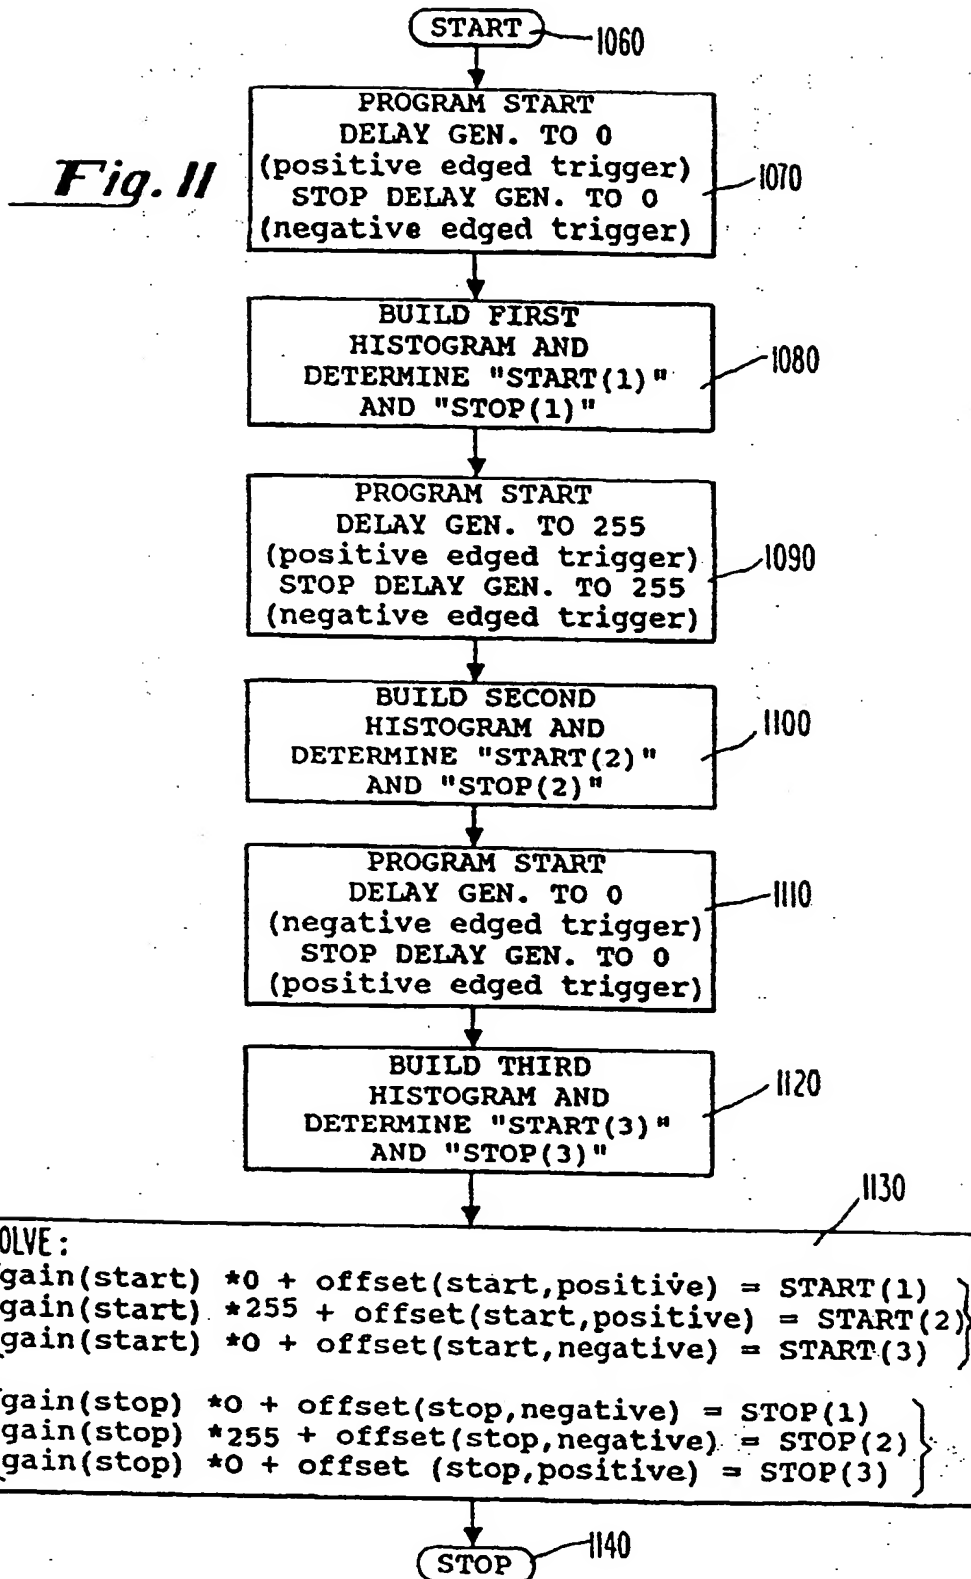 START
1060
Fig. 11
PROGRAM START
DELAY GEN. TO 0
(positive edged trigger)
STOP DELAY GEN. TO 0
(negative edged trigger)
1070
BUILD FIRST
HISTOGRAM AND
DETERMINE "START(1)"
AND "STOP(1)"
1080
PROGRAM START
DELAY GEN. TO 255
(positive edged trigger)
STOP DELAY GEN. TO 255
(negative edged trigger)
1090
BUILD SECOND
HISTOGRAM AND
DETERMINE "START(2)"
AND "STOP(2)"
1100
PROGRAM START
DELAY GEN. TO 0
(negative edged trigger)
STOP DELAY GEN. TO 0
(positive edged trigger)
1110
BUILD THIRD
HISTOGRAM AND
DETERMINE "START(3)"
AND "STOP(3)"
1120
1130
OLVE:
gain(start) *0 + offset(start,positive) = START(1)
gain(start) *255 + offset(start,positive) = START(2)
gain(start) *0 + offset(start,negative) = START(3)
gain(stop) *0 + offset(stop,negative) = STOP(1)
gain(stop) *255 + offset(stop,negative) = STOP(2)
gain(stop) *0 + offset (stop,positive) = STOP(3)
STOP
1140